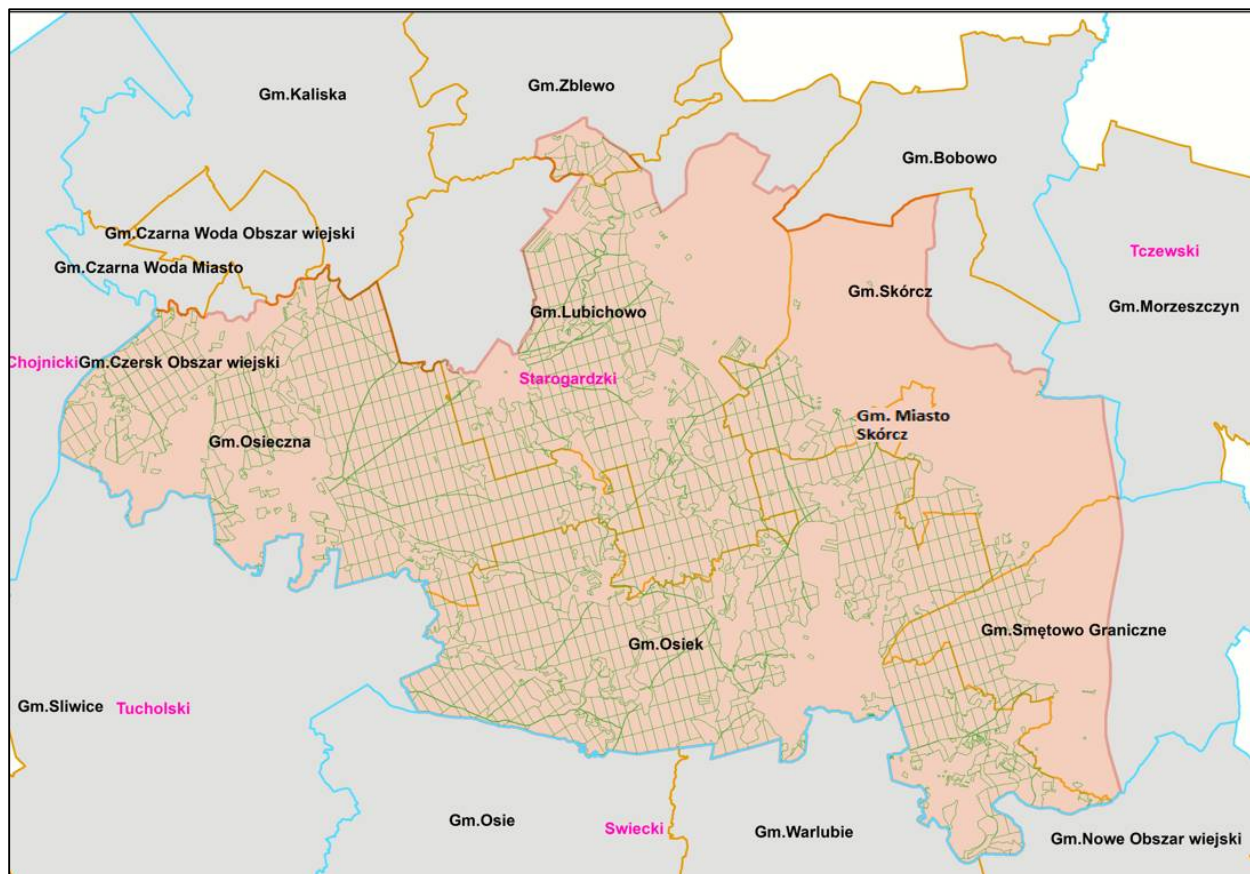 Gm.Zblewo
Gm.Kaliska
Gm.Bobowo
Gm.Czarna Woda Obszar wiejski
Tczewski
Gm.Czarna Woda Miasto
Gm.Skórcz
Gm.Morzeszczyn
Gm.Lubichowo
Chojnicki
Gm.Czersk Obszar wiejski
Starogardzki
Gm. Miasto
Skórcz
Gm.Osieczna
Gm.Smętowo Graniczne
Gm.Osiek
Gm.Sliwice
Tucholski
Gm.Osie
Swiecki
Gm.Warlubie
Gm.Nowe Obszar wiejski